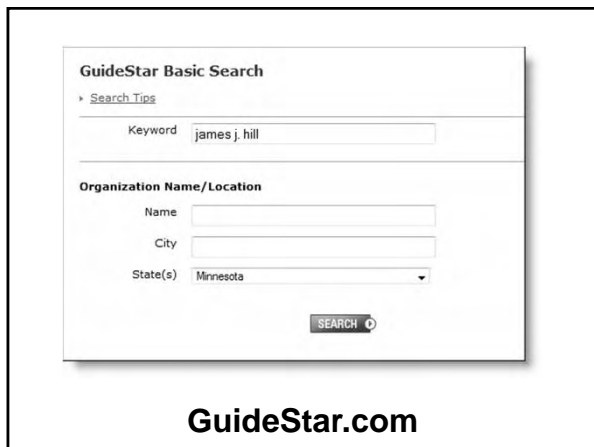 GuideStar Basic Search
Search Tips
Keyword james j. hill
Organization Name/Location
Name
City
State(s) Minnesota
SEARCH
GuideStar.com